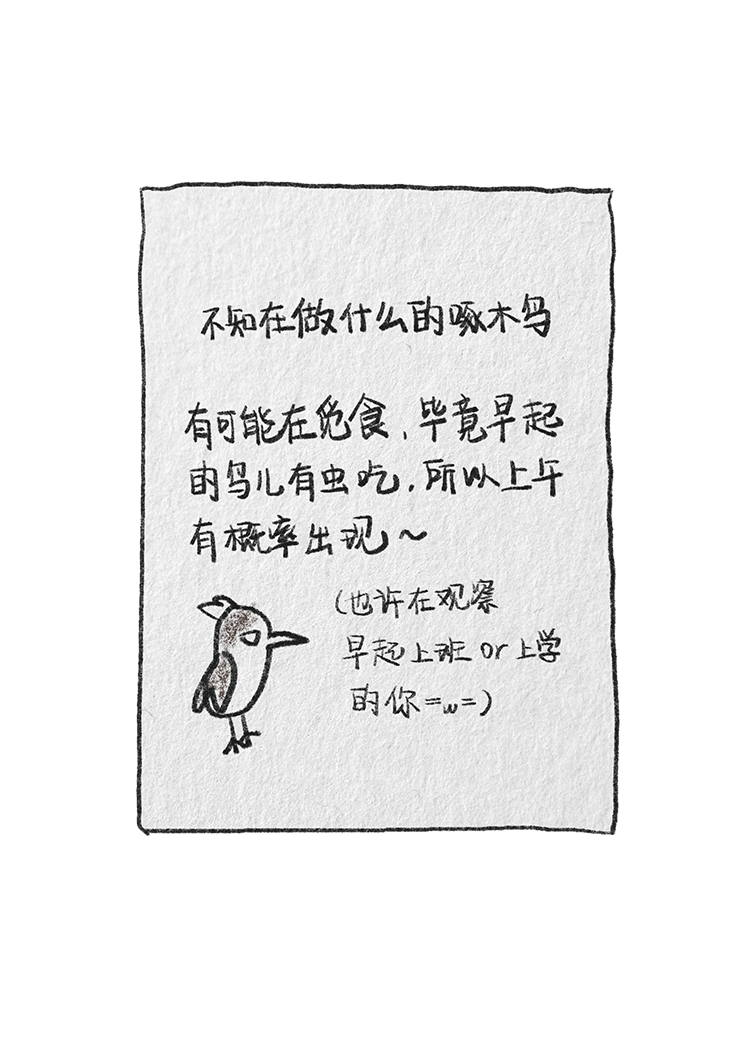 不知在做什么的啄木鸟
有可能在觅食，毕竟早起
的鸟儿有虫吃，所以上午
有概率出现～
（也许在观察
早起上班or上学
的你=w=）